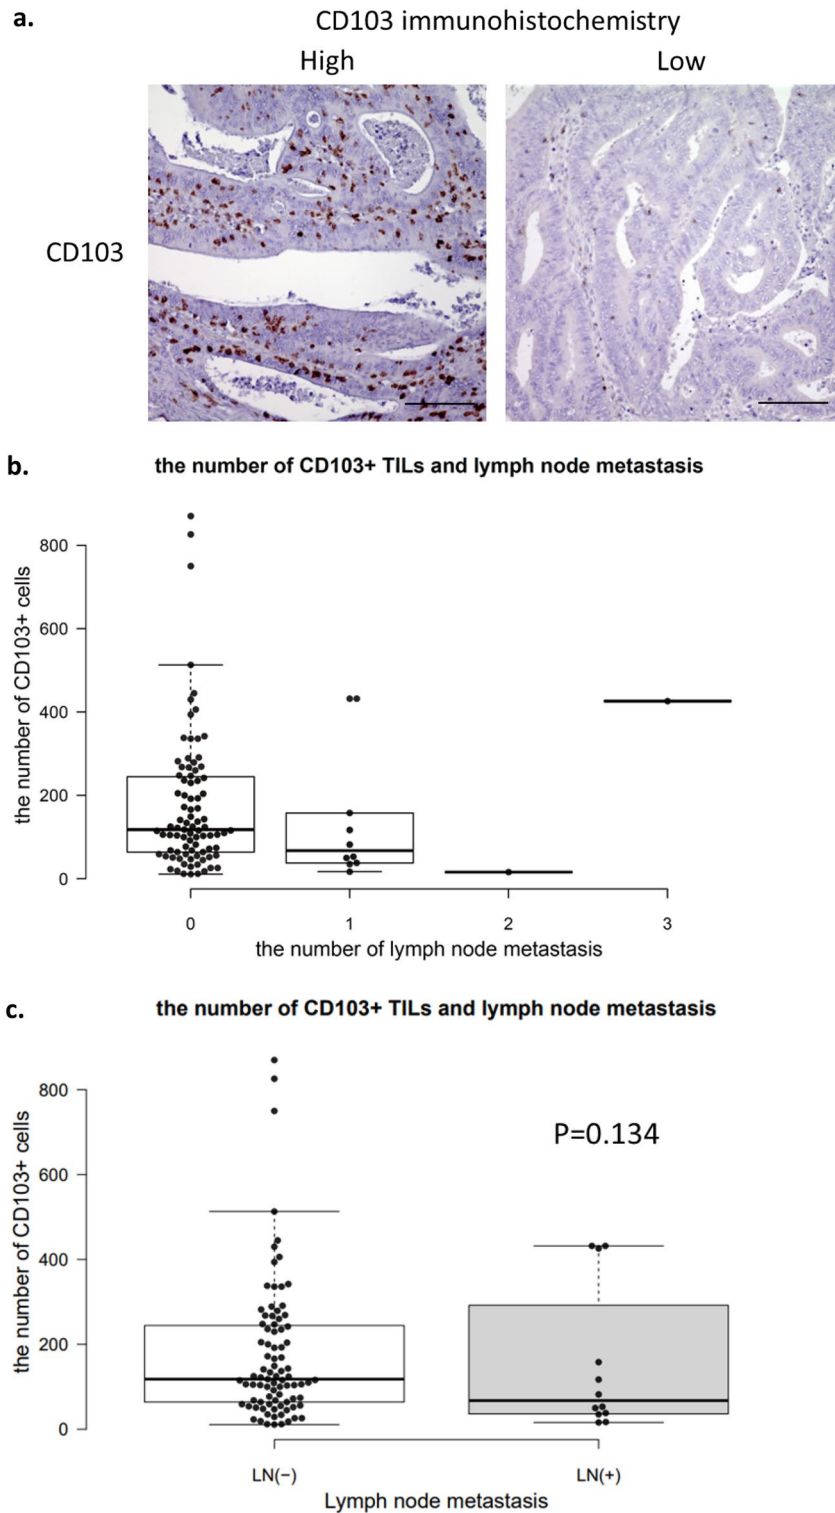 a.
CD103 immunohistochemistry
High
Low
CD103
b.
the number of CD103+ TILs and lymph node metastasis
the number of CD103+ cells
800
600
400
200
0
0 1 2 3
the number of lymph node metastasis
c.
the number of CD103+ TILs and lymph node metastasis
the number of CD103+ cells
800
600
400
200
0
P=0.134
LN(−) LN(+)
Lymph node metastasis